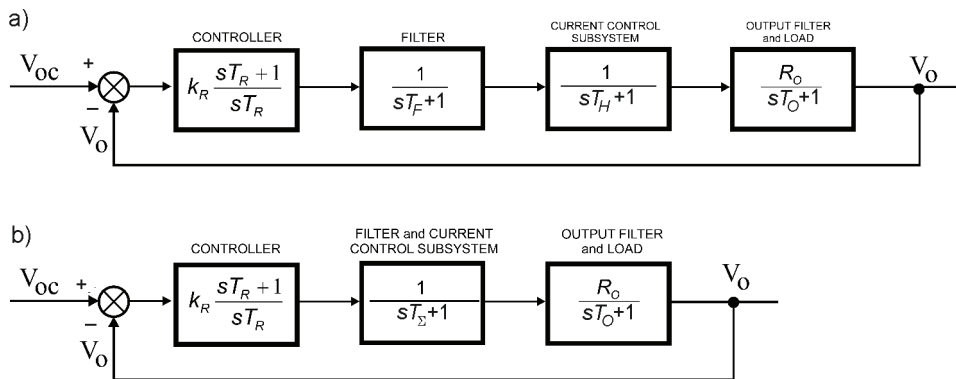 a)
CONTROLLER
FILTER
CURRENT CONTROL
SUBSYSTEM
OUTPUT FILTER
and LOAD
V_OC
+
−
k_R (sT_R + 1)/(sT_R)
1/(sT_F+1)
1/(sT_H+1)
R_O/(sT_O+1)
V_o
V_o
b)
CONTROLLER
FILTER and CURRENT
CONTROL SUBSYSTEM
OUTPUT FILTER
and LOAD
V_OC
+
−
k_R (sT_R + 1)/(sT_R)
1/(sT_Σ+1)
R_O/(sT_O+1)
V_o
V_o